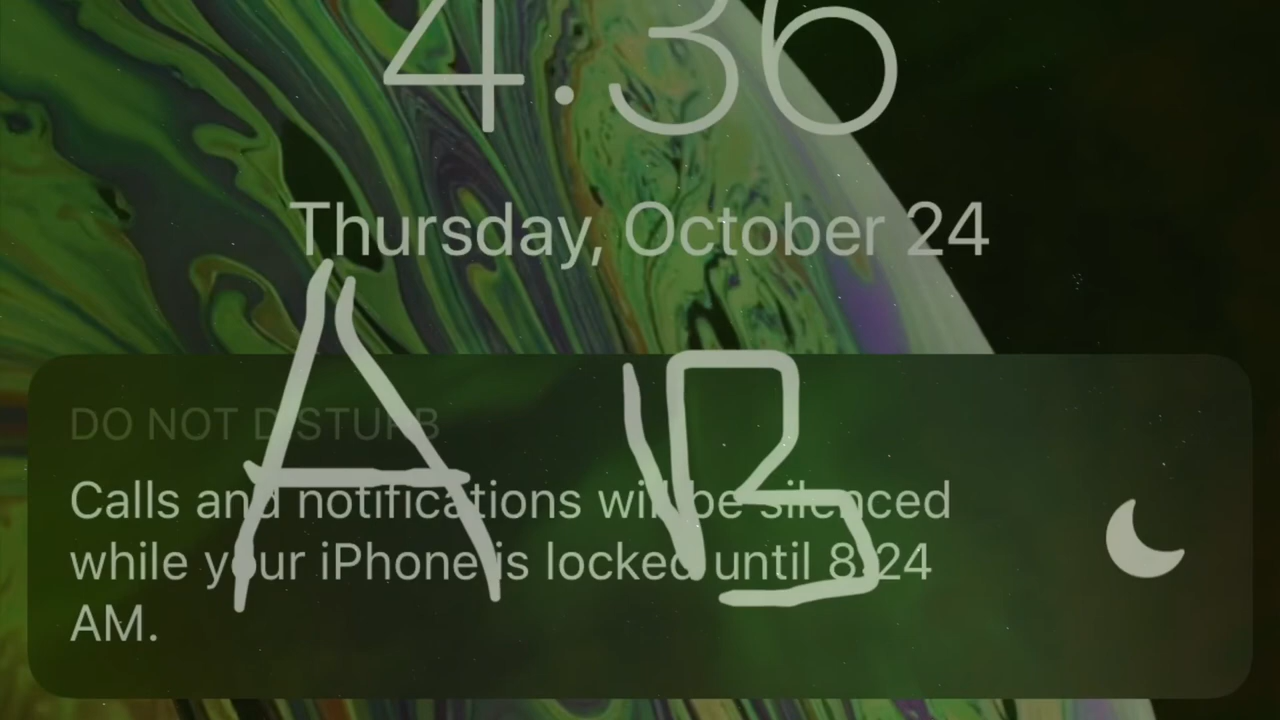 4:36
Thursday, October 24
A B
DO NOT DISTURB
Calls and notifications will be silenced
while your iPhone is locked until 8:24
AM.